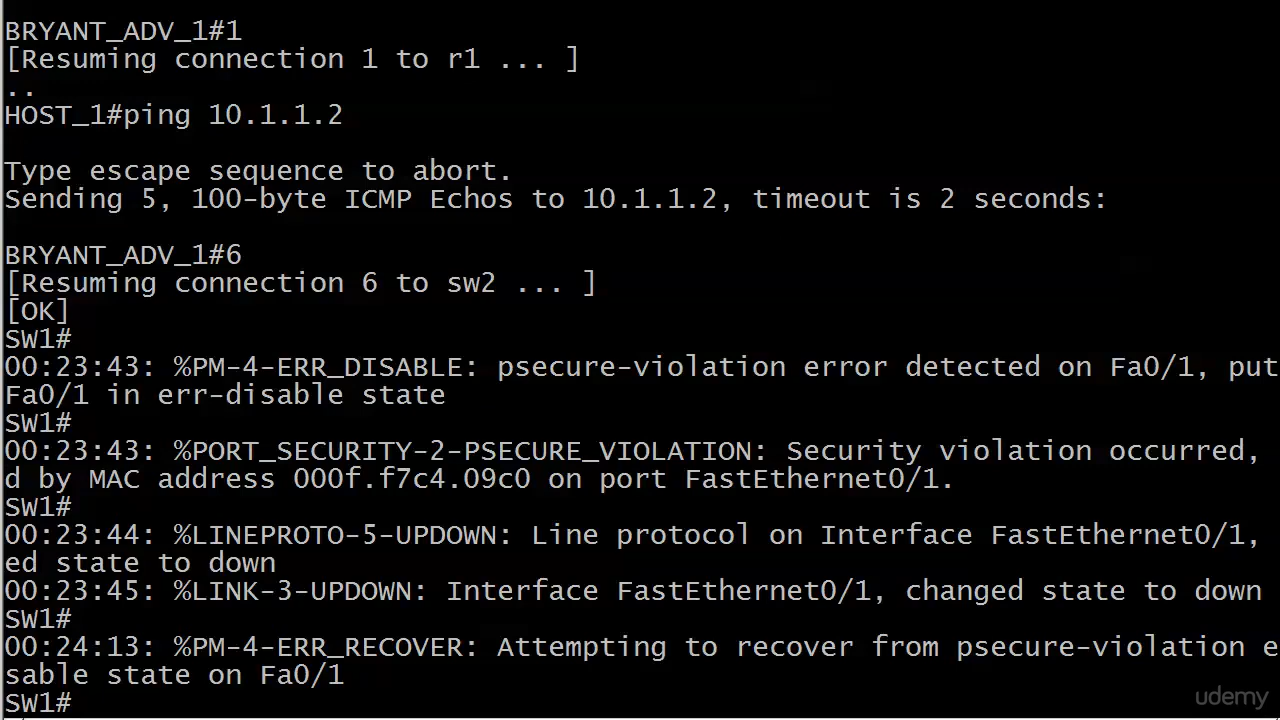 BRYANT_ADV_1#1
[Resuming connection 1 to r1 ... ]
..
HOST_1#ping 10.1.1.2
Type escape sequence to abort.
Sending 5, 100-byte ICMP Echos to 10.1.1.2, timeout is 2 seconds:
BRYANT_ADV_1#6
[Resuming connection 6 to sw2 ... ]
[OK]
SW1#
00:23:43: %PM-4-ERR_DISABLE: psecure-violation error detected on Fa0/1, put
Fa0/1 in err-disable state
SW1#
00:23:43: %PORT_SECURITY-2-PSECURE_VIOLATION: Security violation occurred,
d by MAC address 000f.f7c4.09c0 on port FastEthernet0/1.
SW1#
00:23:44: %LINEPROTO-5-UPDOWN: Line protocol on Interface FastEthernet0/1,
ed state to down
00:23:45: %LINK-3-UPDOWN: Interface FastEthernet0/1, changed state to down
SW1#
00:24:13: %PM-4-ERR_RECOVER: Attempting to recover from psecure-violation e
sable state on Fa0/1
SW1#
udemy